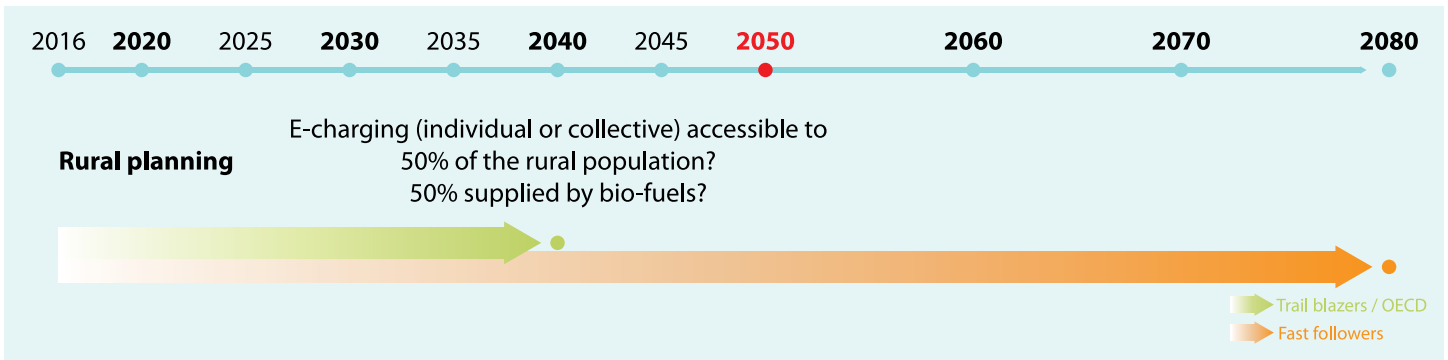 2016 2020 2025 2030 2035 2040 2045 2050 2060 2070 2080
E-charging (individual or collective) accessible to
Rural planning 50% of the rural population?
50% supplied by bio-fuels?
Trail blazers / OECD
Fast followers